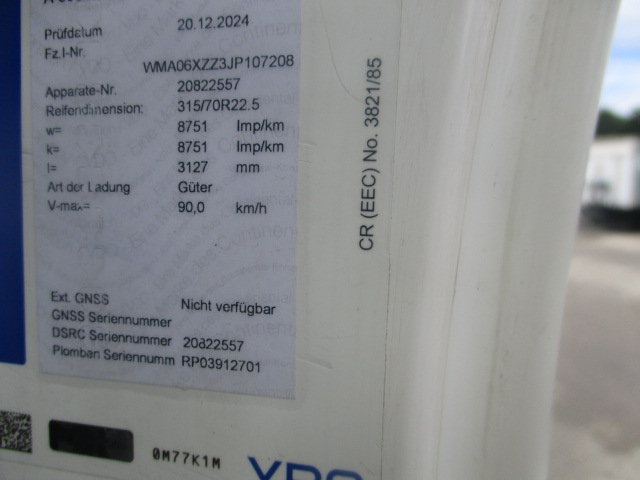 Prüfdatum 20.12.2024
Fz.I-Nr.
WMA06XZZ3JP107208
Apparate-Nr. 20822557
Reifendimension: 315/70R22.5
w= 8751 Imp/km
k= 8751 Imp/km
l= 3127 mm
Art der Ladung Güter
V-max= 90,0 km/h
Ext. GNSS Nicht verfügbar
GNSS Seriennummer
DSRC Seriennummer 20822557
Plomban Seriennumm RP03912701
CR (EEC) No. 3821/85
0M77K1M